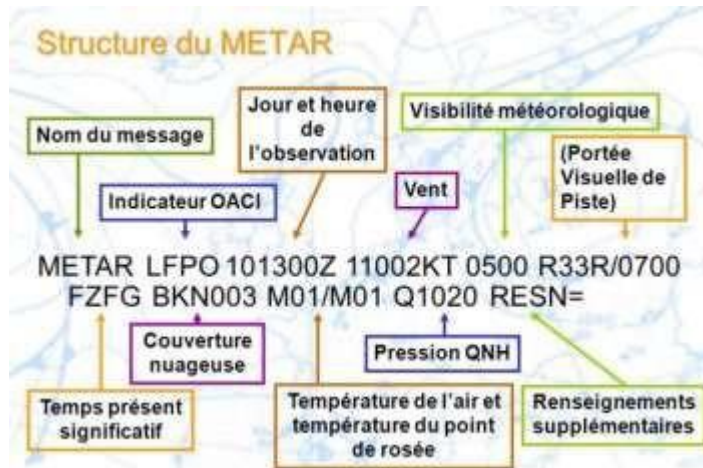 Structure du METAR
Nom du message
Jour et heure
de
l'observation
Visibilité météorologique
(Portée
Visuelle de
Piste)
Indicateur OACI
Vent
METAR LFPO 101300Z 11002KT 0500 R33R/0700
FZFG BKN003 M01/M01 Q1020 RESN=
Couverture
nuageuse
Pression QNH
Temps présent
significatif
Température de l'air et
température du point
de rosée
Renseignements
supplémentaires